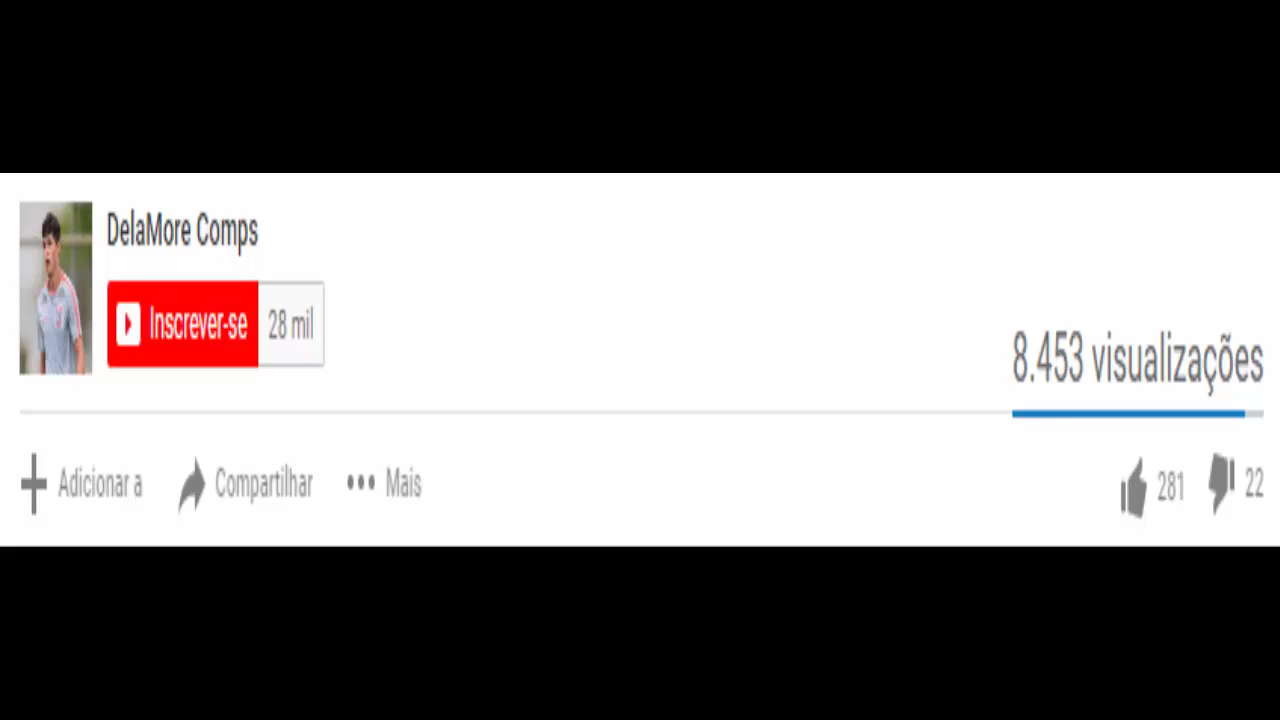 DelaMore Comps
Inscrever-se 28 mil
8.453 visualizações
Adicionar a Compartilhar Mais 281 22